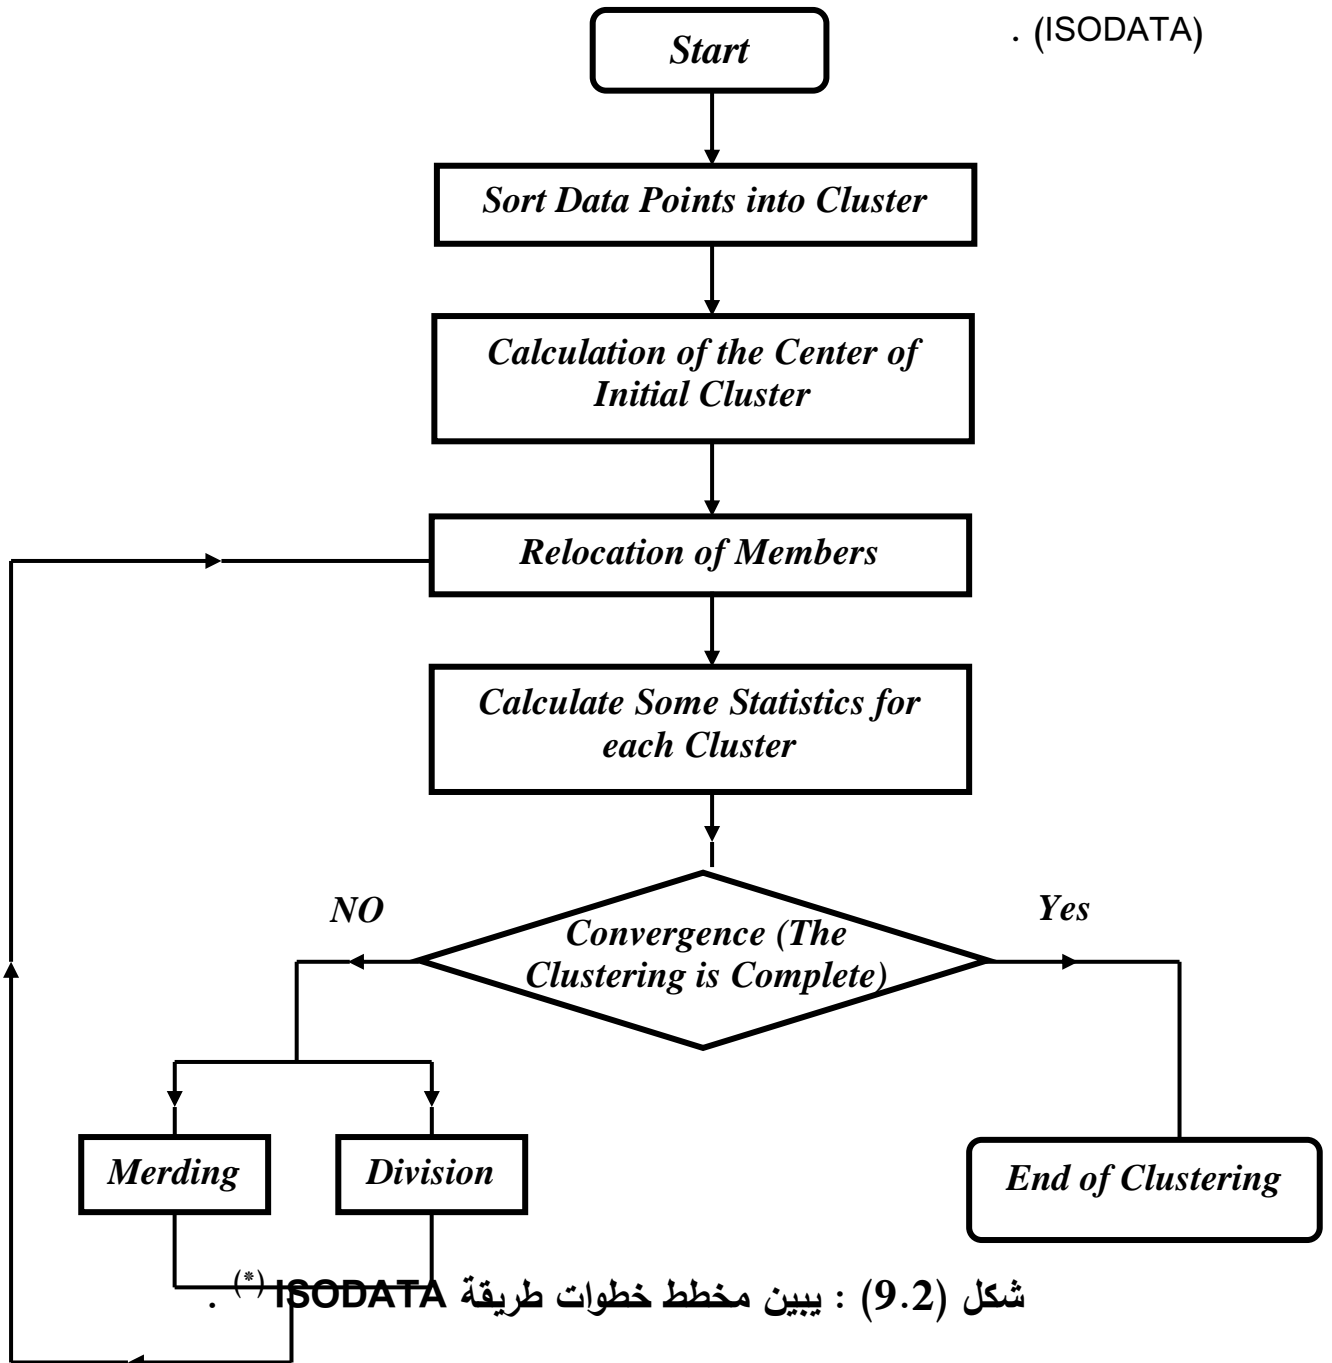 . (ISODATA)
Start
Sort Data Points into Cluster
Calculation of the Center of
Initial Cluster
Relocation of Members
Calculate Some Statistics for
each Cluster
NO
Yes
Convergence (The
Clustering is Complete)
Merding
Division
End of Clustering
شكل (9.2) : يبين مخطط خطوات طريقة ISODATA (*) .